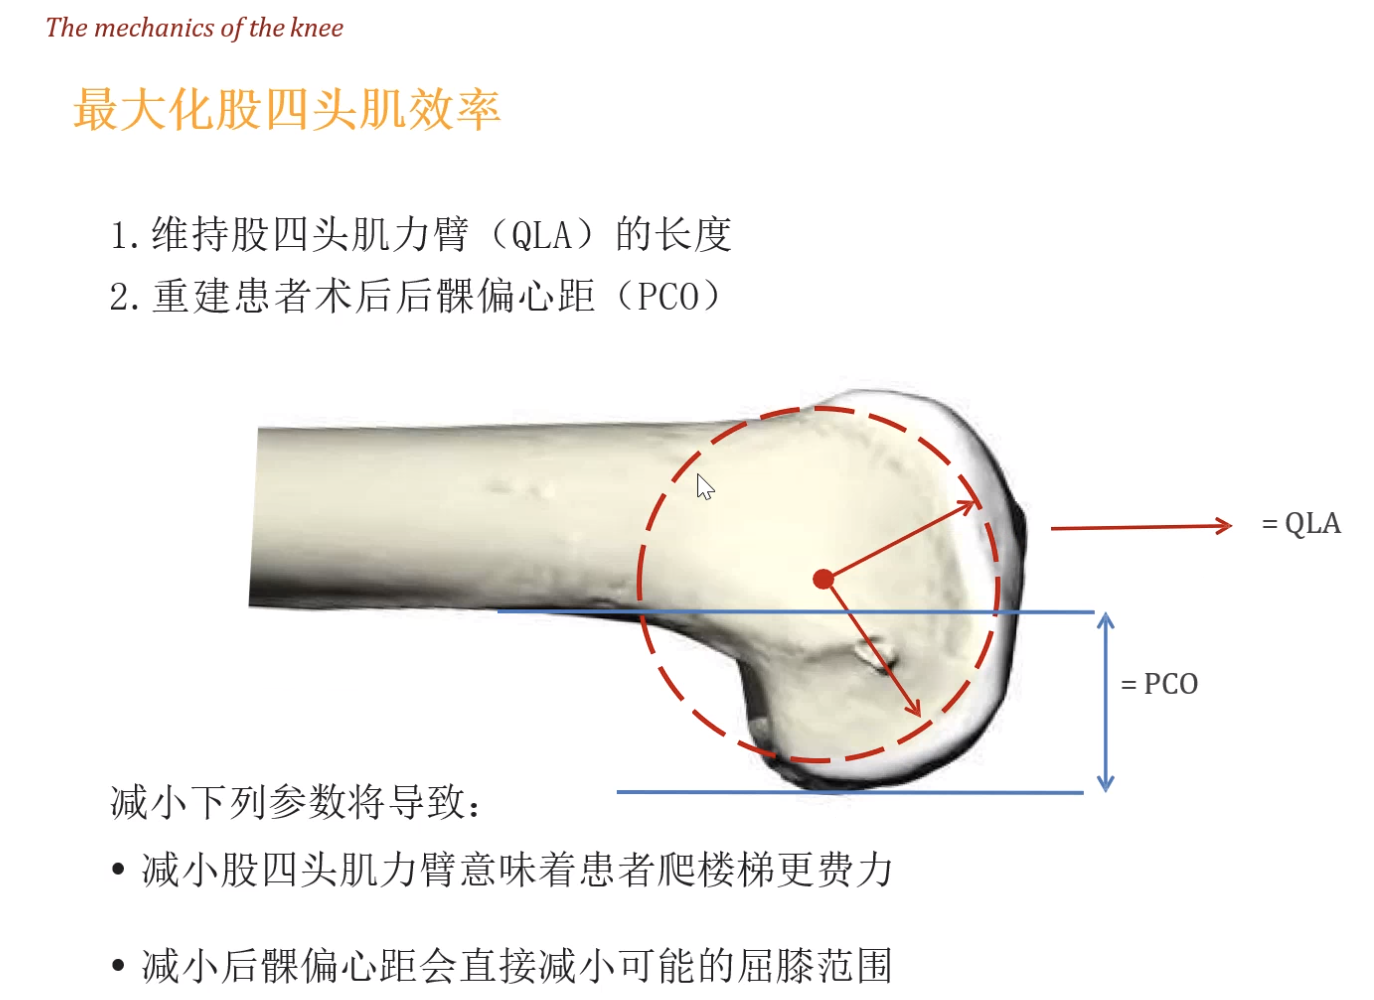 The mechanics of the knee
最大化股四头肌效率
1. 维持股四头肌力臂（QLA）的长度
2. 重建患者术后后髁偏心距（PCO）
= QLA
= PCO
减小下列参数将导致：
• 减小股四头肌力臂意味着患者爬楼梯更费力
• 减小后髁偏心距会直接减小可能的屈膝范围